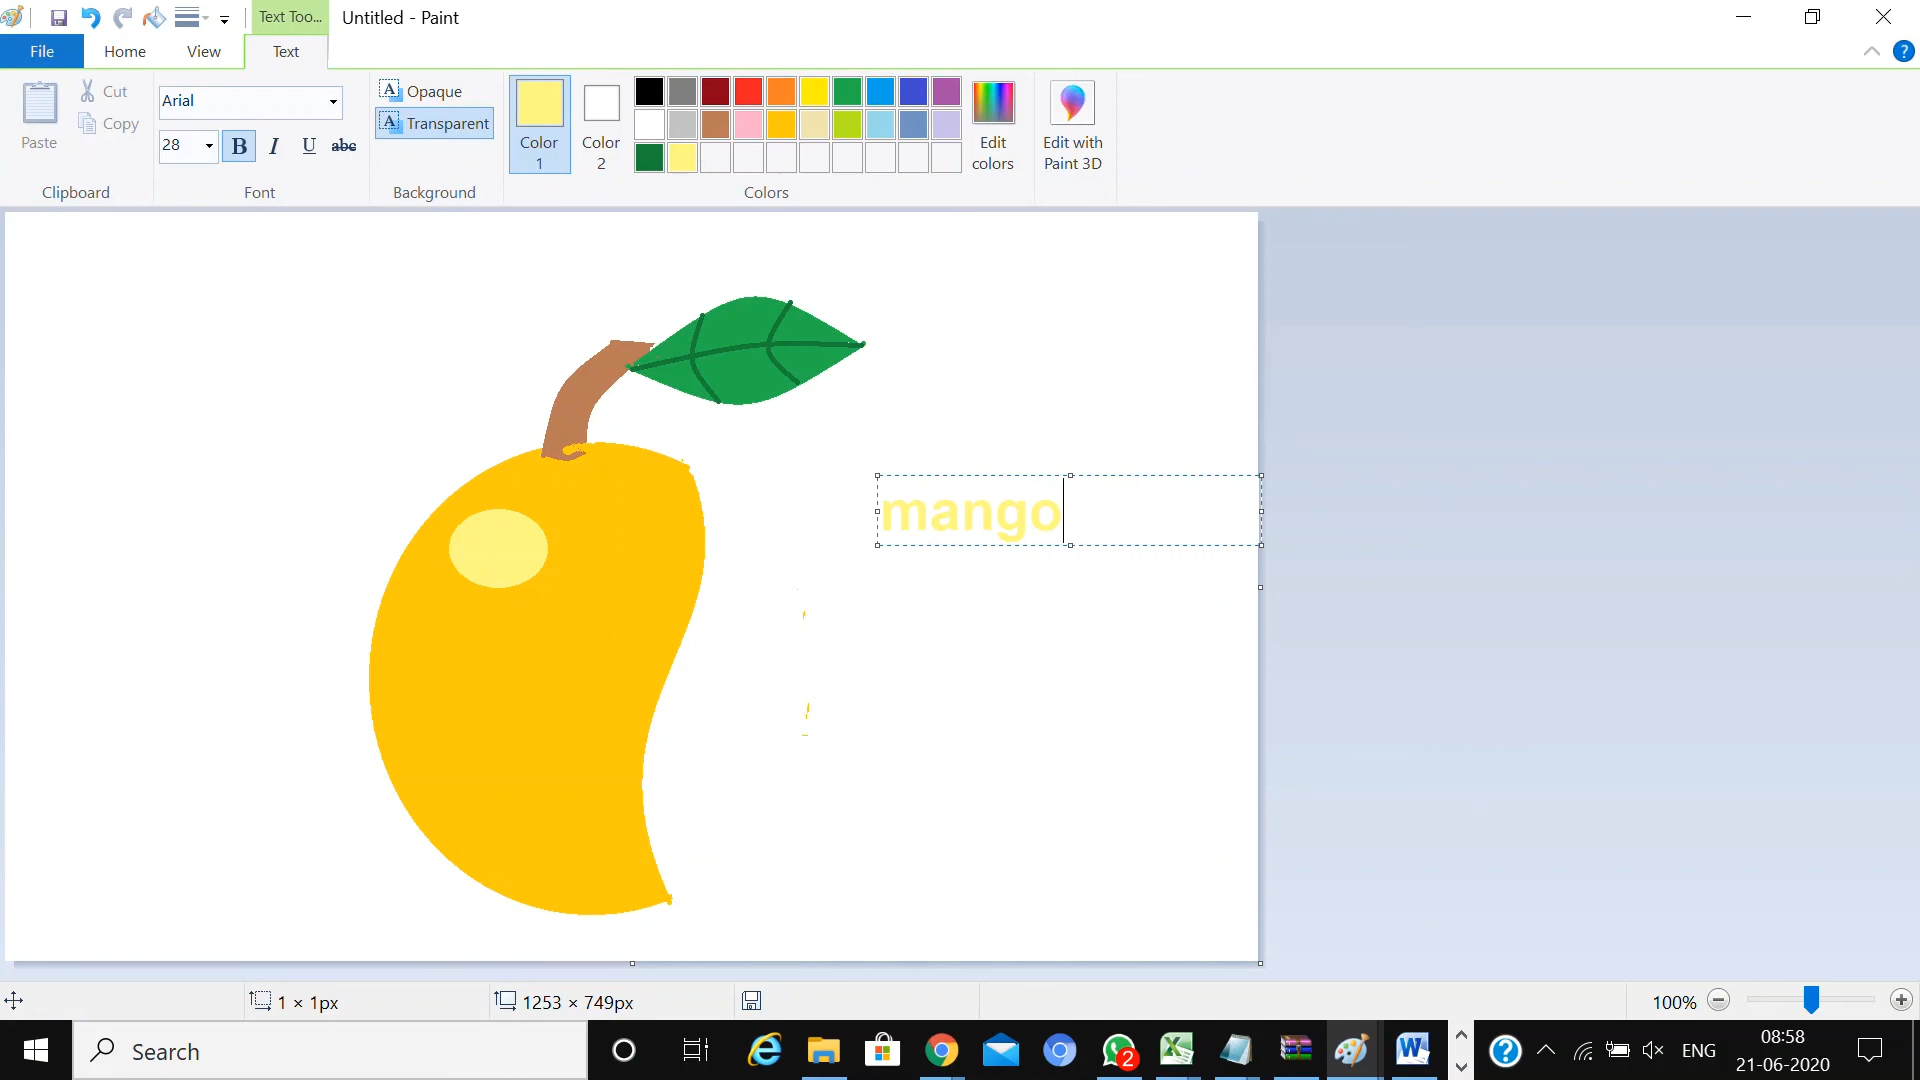 Text Too...
Untitled - Paint
File
Home
View
Text
Paste
Cut
Copy
Clipboard
Arial
28
B I U abc
Font
Opaque
Transparent
Background
Color 1
Color 2
Colors
Edit colors
Edit with Paint 3D
mango
1 × 1px
1253 × 749px
100%
Search
2
ENG
08:58
21-06-2020